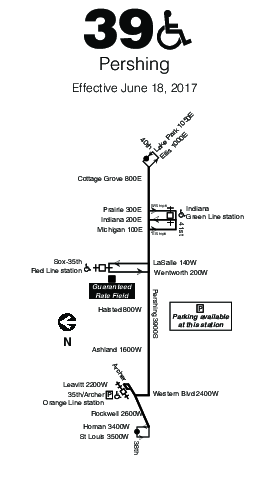 39
Pershing
Effective June 18, 2017
40th
Lake Park 1030E
Ellis 1000E
Cottage Grove 800E
Prairie 300E
Indiana 200E
Michigan 100E
Indiana
Green Line station
41st
Sox-35th
Red Line station
LaSalle 140W
Wentworth 200W
Guaranteed
Rate Field
Halsted 800W
Pershing 3900S
P
Parking available
at this station
N
Ashland 1600W
Archer
Leavitt 2200W
35th/Archer P
Orange Line station
Western Blvd 2400W
Rockwell 2600W
Homan 3400W
St Louis 3500W
38th